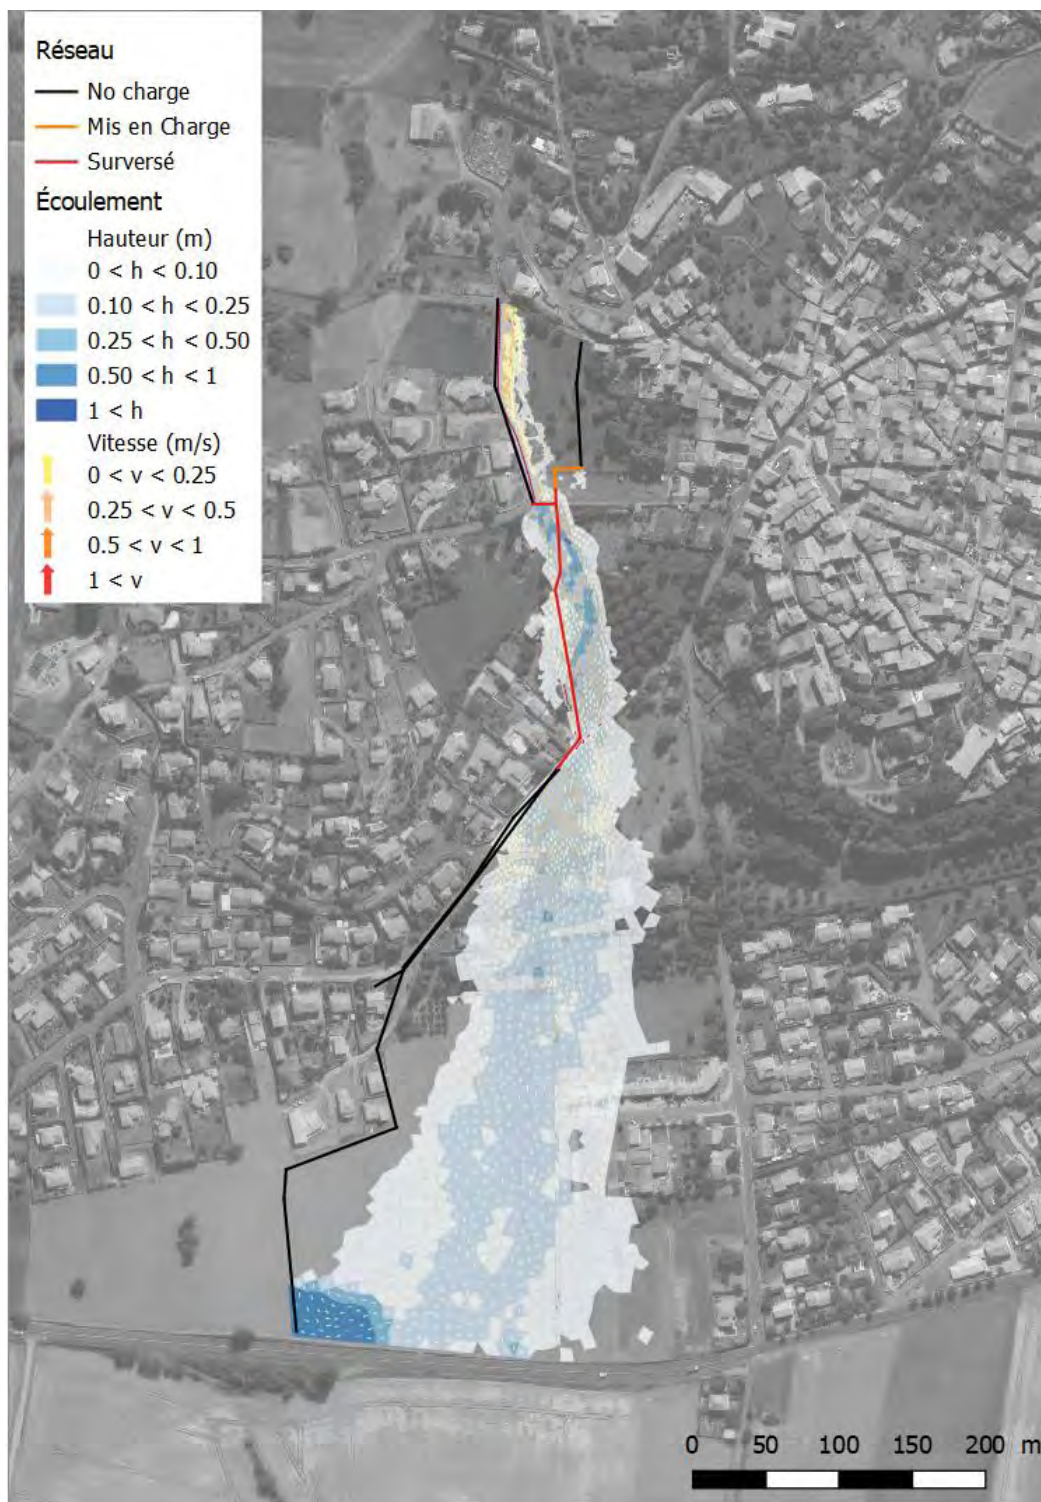 Réseau
No charge
Mis en Charge
Surversé
Écoulement
Hauteur (m)
0 < h < 0.10
0.10 < h < 0.25
0.25 < h < 0.50
0.50 < h < 1
1 < h
Vitesse (m/s)
0 < v < 0.25
0.25 < v < 0.5
0.5 < v < 1
1 < v
0 50 100 150 200 m